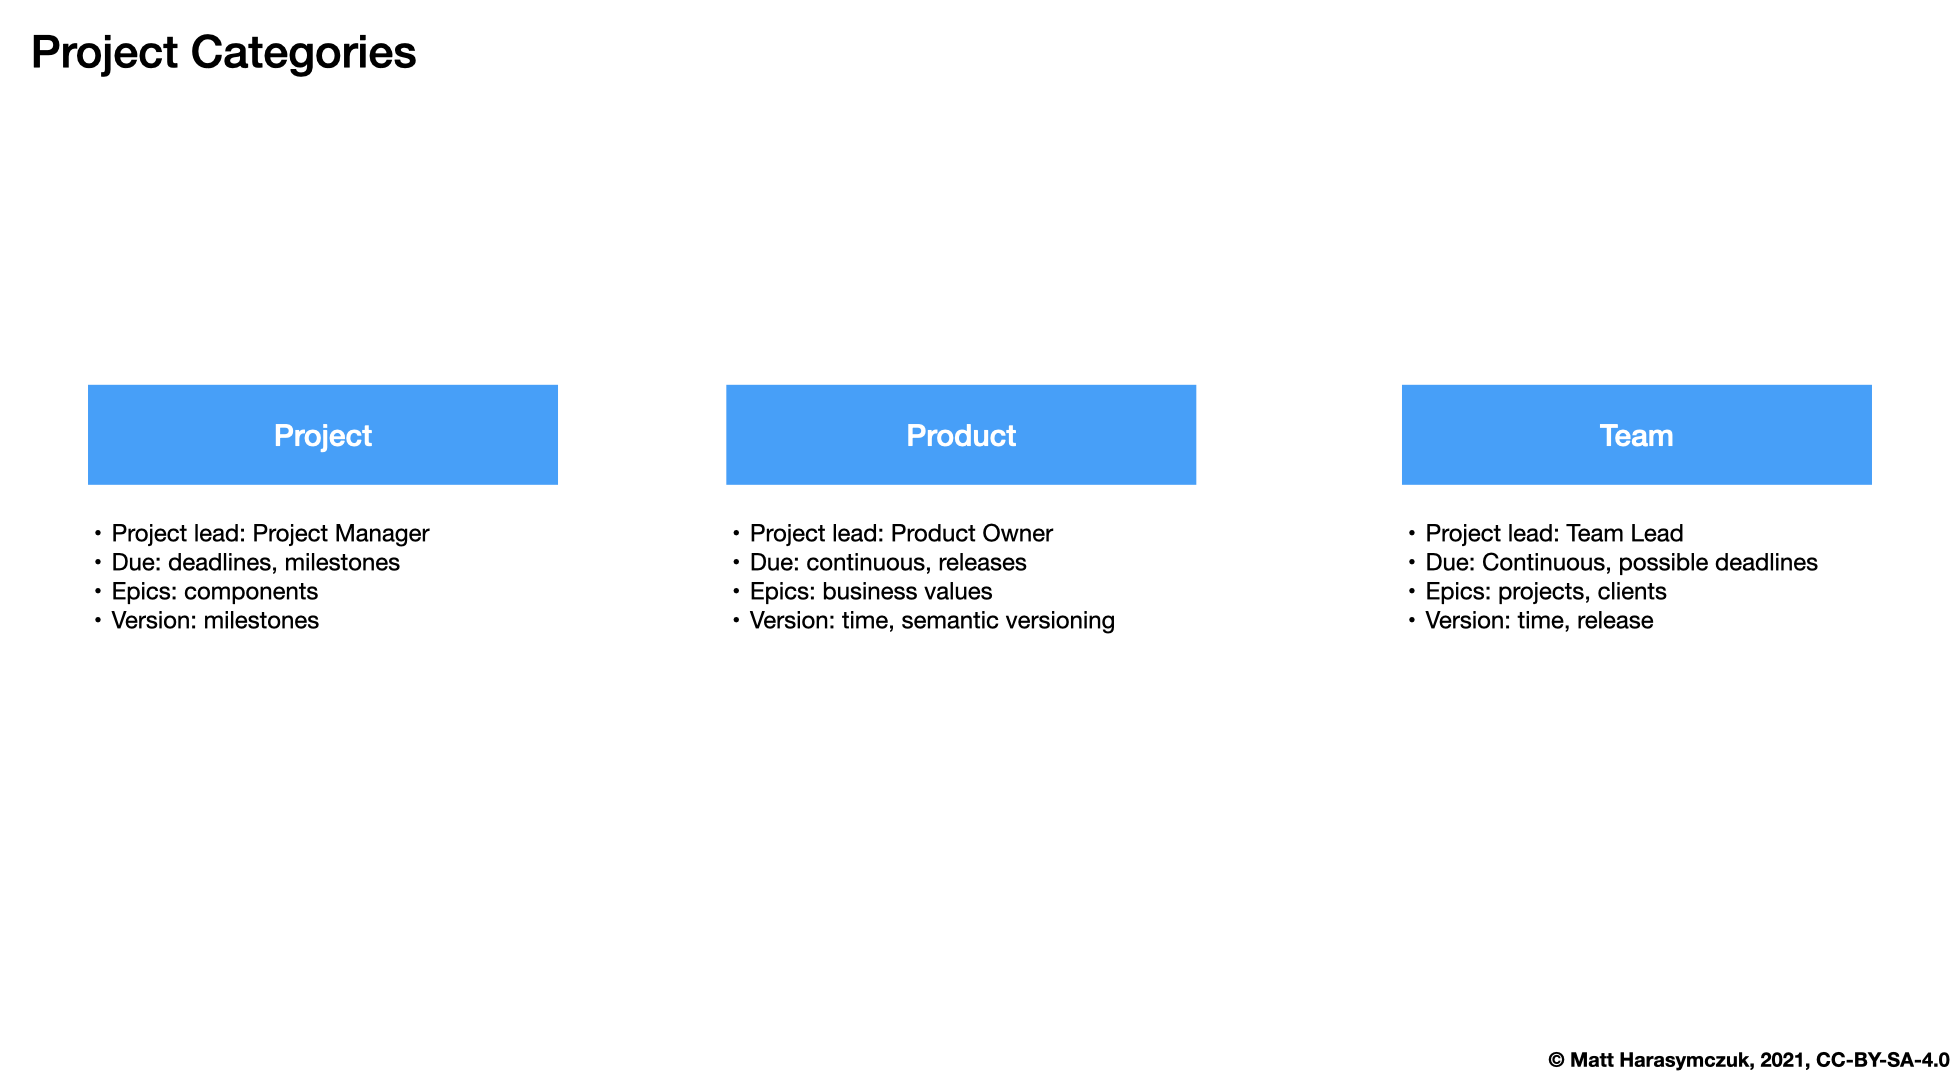 Project Categories
Project
• Project lead: Project Manager
• Due: deadlines, milestones
• Epics: components
• Version: milestones
Product
• Project lead: Product Owner
• Due: continuous, releases
• Epics: business values
• Version: time, semantic versioning
Team
• Project lead: Team Lead
• Due: Continuous, possible deadlines
• Epics: projects, clients
• Version: time, release
© Matt Harasymczuk, 2021, CC-BY-SA-4.0